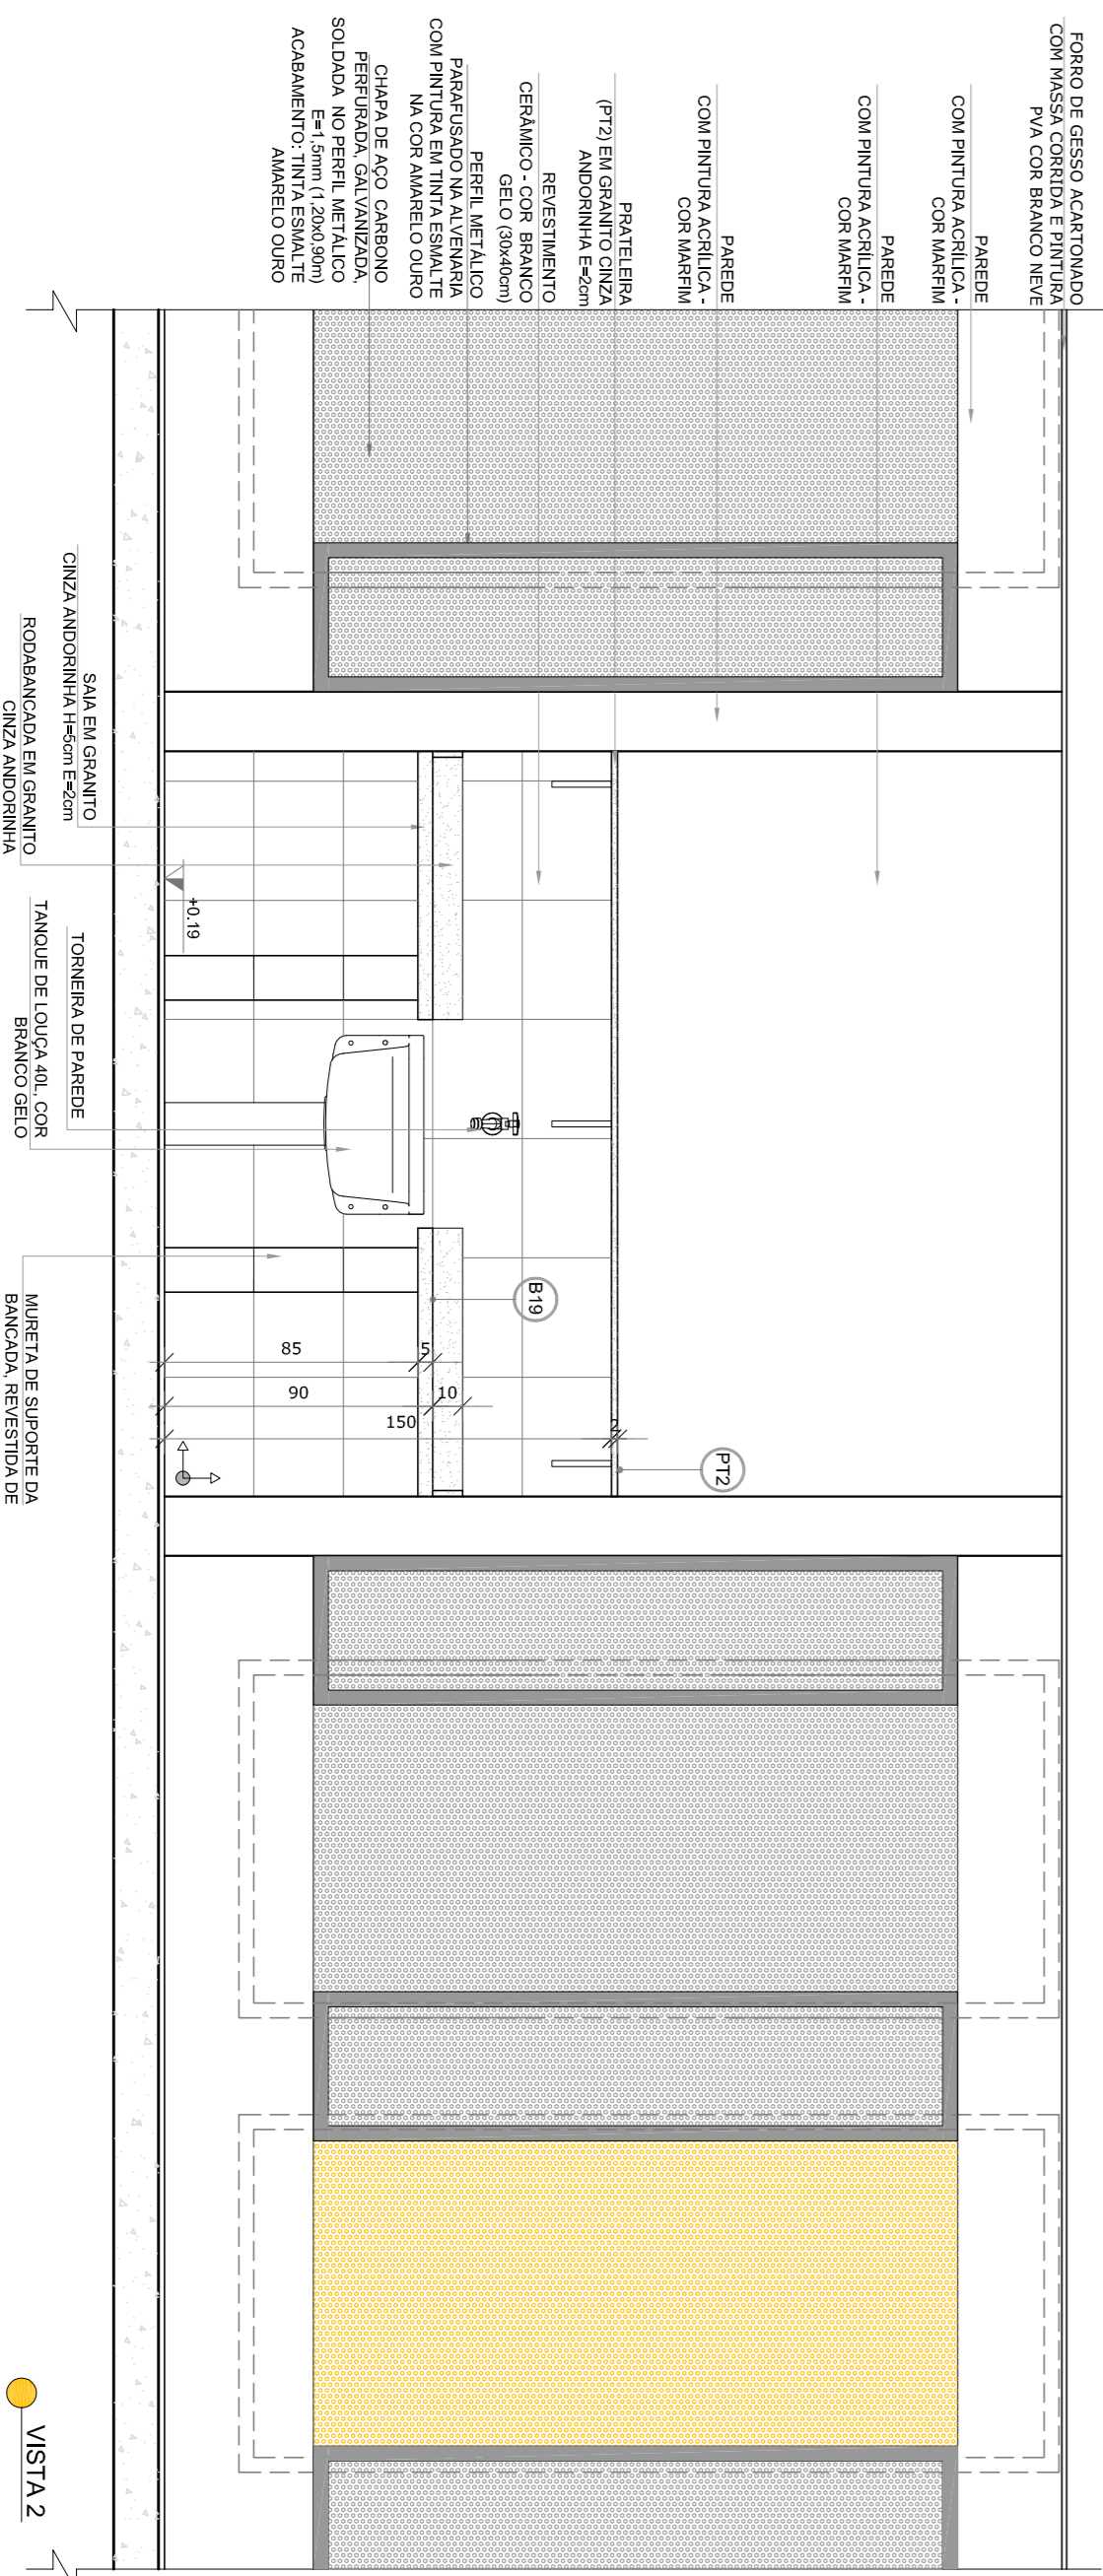 FORRO DE GESSO ACARTONADO
COM MASSA CORRIDA E PINTURA
PVA COR BRANCO NEVE
PAREDE
COM PINTURA ACRÍLICA -
COR MARFIM
PAREDE
COM PINTURA ACRÍLICA -
COR MARFIM
PAREDE
COM PINTURA ACRÍLICA -
COR MARFIM
PRATELEIRA
(PT2) EM GRANITO CINZA
ANDORINHA E=2cm
REVESTIMENTO
CERÂMICO - COR BRANCO
GELO (30x40cm)
PERFIL METÁLICO
PARAFUSADO NA ALVENARIA
COM PINTURA EM TINTA ESMALTE
NA COR AMARELO OURO
CHAPA DE AÇO CARBONO
PERFURADA, GALVANIZADA,
SOLDADA NO PERFIL METÁLICO
E=1,5mm (1,20x0,90m)
ACABAMENTO: TINTA ESMALTE
AMARELO OURO
PT2
B19
2
150
10
90
5
85
+0.19
SAIA EM GRANITO
CINZA ANDORINHA H=5cm E=2cm
RODABANCADA EM GRANITO
CINZA ANDORINHA
TORNEIRA DE PAREDE
TANQUE DE LOUÇA 40L, COR
BRANCO GELO
MURETA DE SUPORTE DA
BANCADA, REVESTIDA DE
VISTA 2